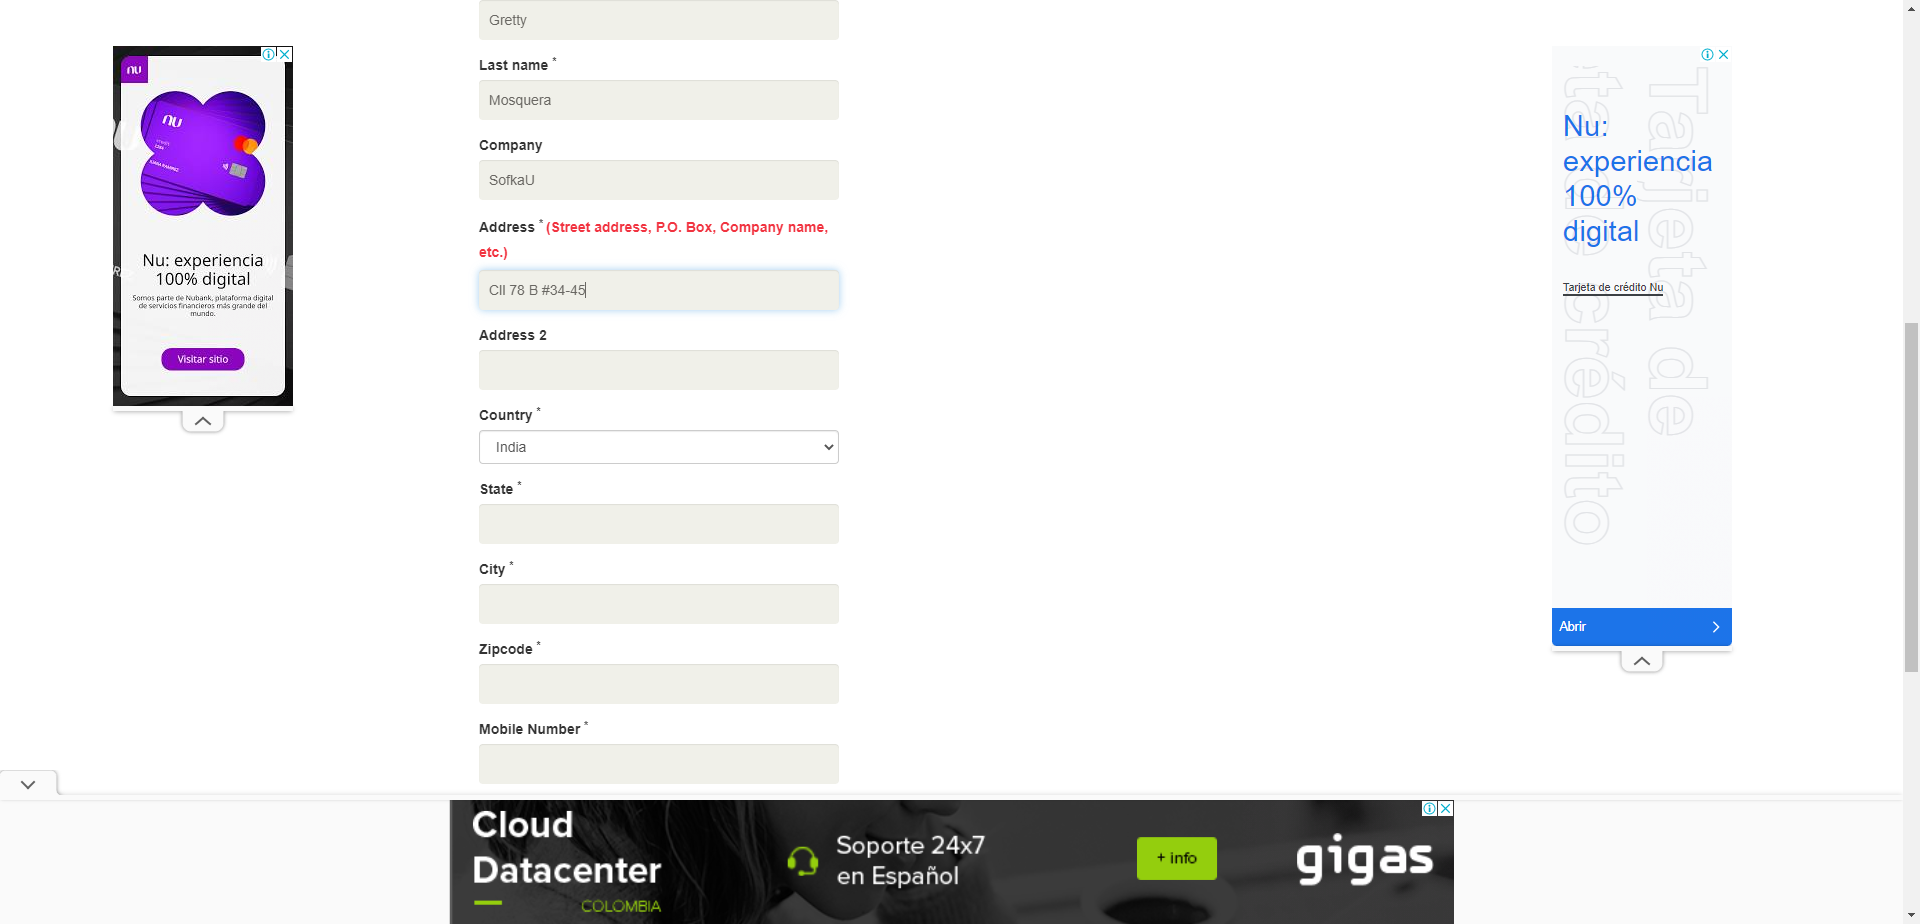 Gretty
Last name *
Mosquera
Company
SofkaU
Address * (Street address, P.O. Box, Company name,
etc.)
Cll 78 B #34-45
Address 2
Country *
India
State *
City *
Zipcode *
Mobile Number *
nu
nu
Nu: experiencia
100% digital
Somos parte de Nubank, plataforma digital
de servicios financieros más grande del
mundo.
Visitar sitio
Tarjeta de
crédito
Nu:
experiencia
100%
digital
Tarjeta de crédito Nu
Abrir
Cloud
Datacenter
COLOMBIA
Soporte 24x7
en Español
+ info
gigas